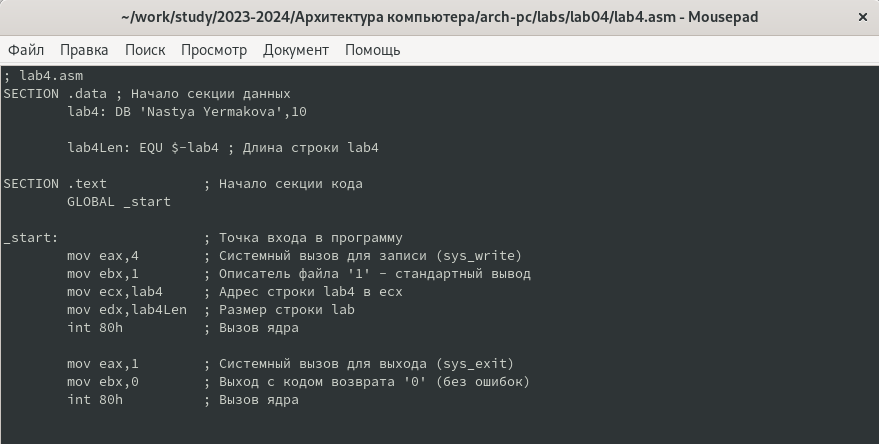 ~/work/study/2023-2024/Архитектура компьютера/arch-pc/labs/lab04/lab4.asm - Mousepad ×
Файл Правка Поиск Просмотр Документ Помощь
; lab4.asm
SECTION .data ; Начало секции данных
        lab4: DB 'Nastya Yermakova',10
        lab4Len: EQU $-lab4 ; Длина строки lab4
SECTION .text            ; Начало секции кода
        GLOBAL _start
_start:                  ; Точка входа в программу
        mov eax,4        ; Системный вызов для записи (sys_write)
        mov ebx,1        ; Описатель файла '1' - стандартный вывод
        mov ecx,lab4     ; Адрес строки lab4 в ecx
        mov edx,lab4Len  ; Размер строки lab
        int 80h          ; Вызов ядра
        mov eax,1        ; Системный вызов для выхода (sys_exit)
        mov ebx,0        ; Выход с кодом возврата '0' (без ошибок)
        int 80h          ; Вызов ядра